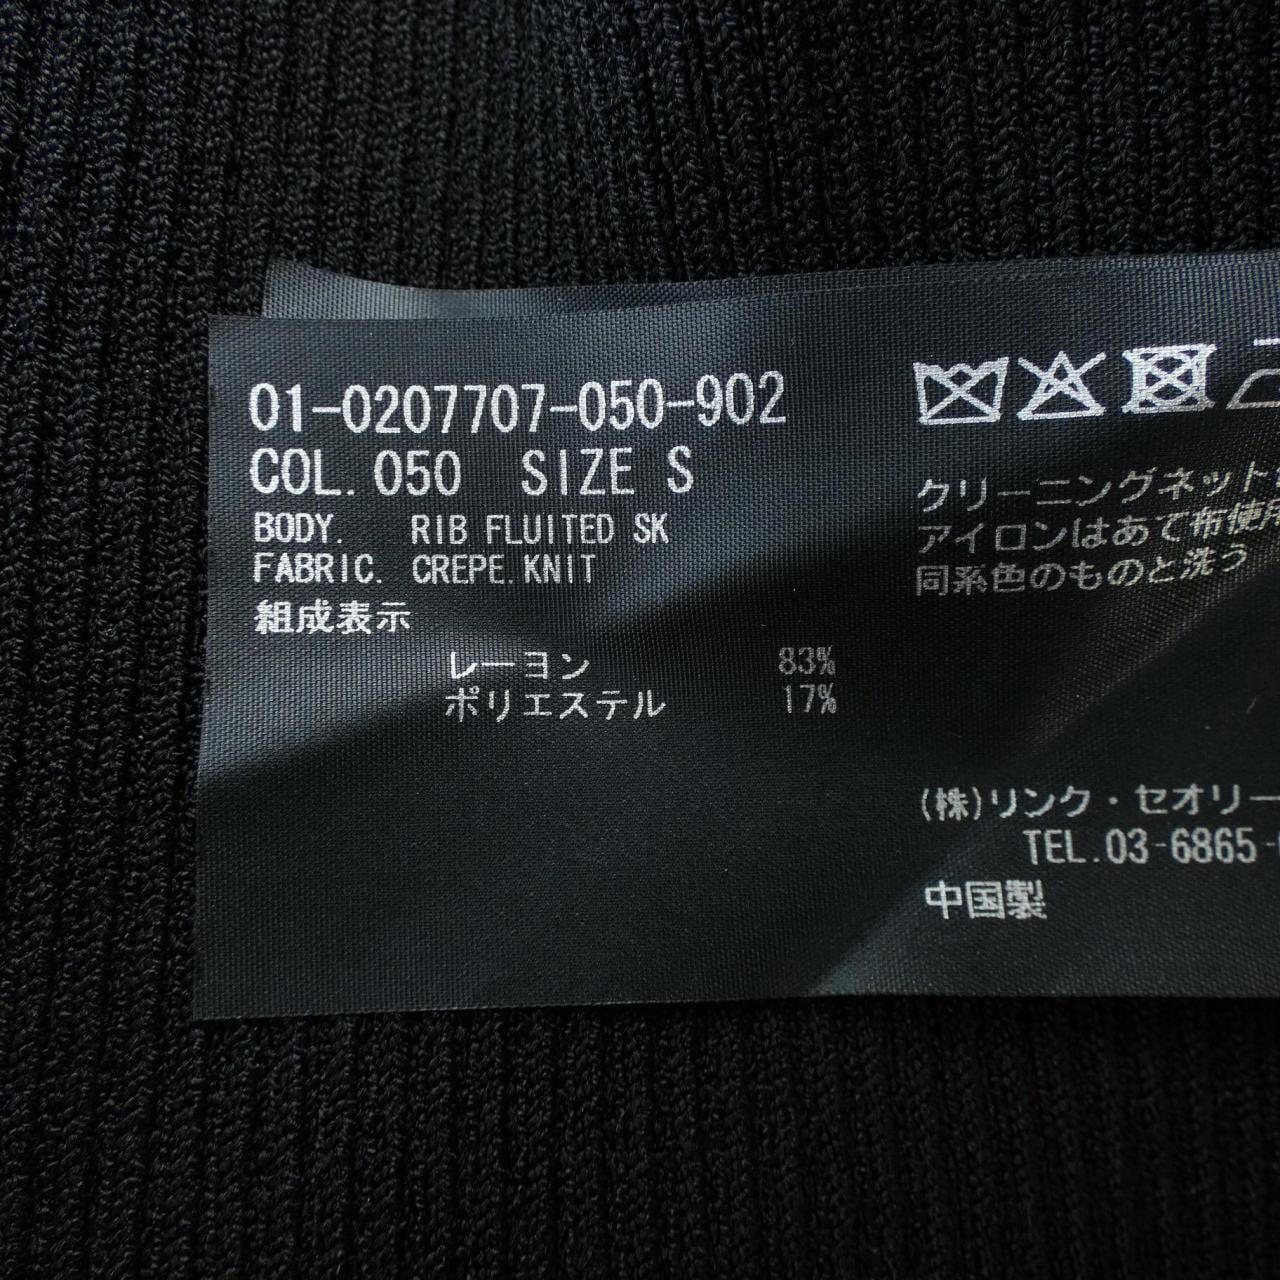 01-0207707-050-902
COL. 050 SIZE S
BODY. RIB FLUITED SK
FABRIC. CREPE.KNIT
組成表示
レーヨン 83%
ポリエステル 17%
クリーニングネット
アイロンはあて布使用
同系色のものと洗う
(株)リンク・セオリー
TEL.03-6865-
中国製